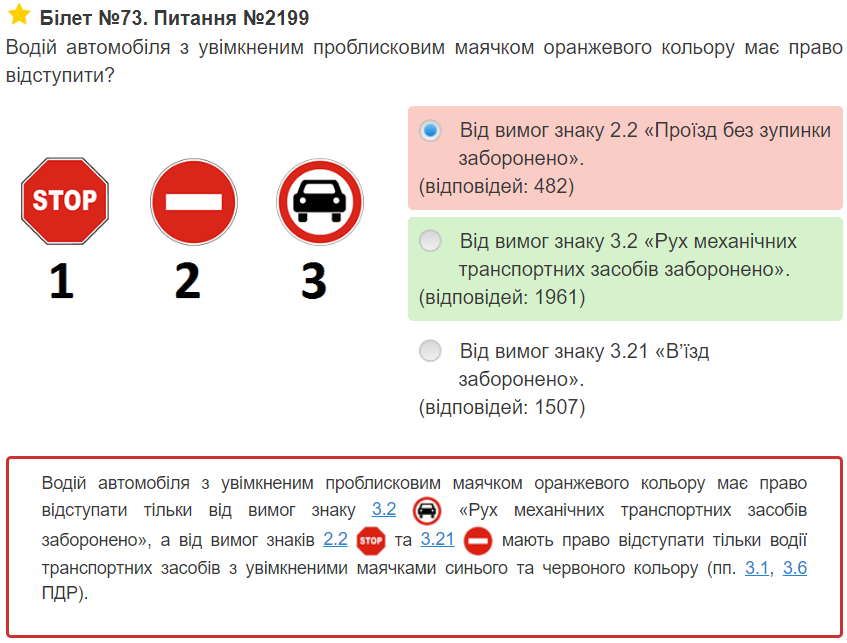 Білет №73. Питання №2199
Водій автомобіля з увімкненим проблисковим маячком оранжевого кольору має право
відступити?
STOP
1 2 3
Від вимог знаку 2.2 «Проїзд без зупинки
заборонено».
(відповідей: 482)
Від вимог знаку 3.2 «Рух механічних
транспортних засобів заборонено».
(відповідей: 1961)
Від вимог знаку 3.21 «В’їзд
заборонено».
(відповідей: 1507)
Водій автомобіля з увімкненим проблисковим маячком оранжевого кольору має право
відступати тільки від вимог знаку 3.2 «Рух механічних транспортних засобів
заборонено», а від вимог знаків 2.2 STOP та 3.21 мають право відступати тільки водії
транспортних засобів з увімкненими маячками синього та червоного кольору (пп. 3.1, 3.6
ПДР).